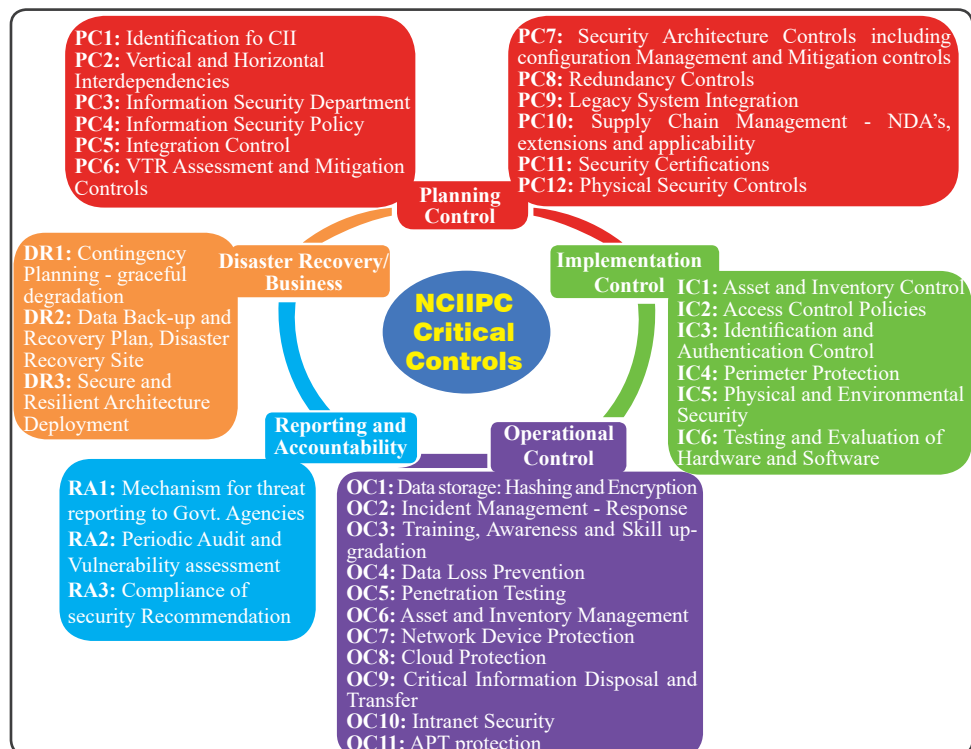 PC1: Identification fo CII
PC2: Vertical and Horizontal
Interdependencies
PC3: Information Security Department
PC4: Information Security Policy
PC5: Integration Control
PC6: VTR Assessment and Mitigation
Controls
PC7: Security Architecture Controls including
configuration Management and Mitigation controls
PC8: Redundancy Controls
PC9: Legacy System Integration
PC10: Supply Chain Management - NDA's,
extensions and applicability
PC11: Security Certifications
PC12: Physical Security Controls
Planning
Control
DR1: Contingency
Planning - graceful
degradation
DR2: Data Back-up and
Recovery Plan, Disaster
Recovery Site
DR3: Secure and
Resilient Architecture
Deployment
Disaster Recovery/
Business
NCIIPC
Critical
Controls
Implementation
Control
IC1: Asset and Inventory Control
IC2: Access Control Policies
IC3: Identification and
Authentication Control
IC4: Perimeter Protection
IC5: Physical and Environmental
Security
IC6: Testing and Evaluation of
Hardware and Software
Reporting and
Accountability
RA1: Mechanism for threat
reporting to Govt. Agencies
RA2: Periodic Audit and
Vulnerability assessment
RA3: Compliance of
security Recommendation
Operational
Control
OC1: Data storage: Hashing and Encryption
OC2: Incident Management - Response
OC3: Training, Awareness and Skill up-
gradation
OC4: Data Loss Prevention
OC5: Penetration Testing
OC6: Asset and Inventory Management
OC7: Network Device Protection
OC8: Cloud Protection
OC9: Critical Information Disposal and
Transfer
OC10: Intranet Security
OC11: APT protection